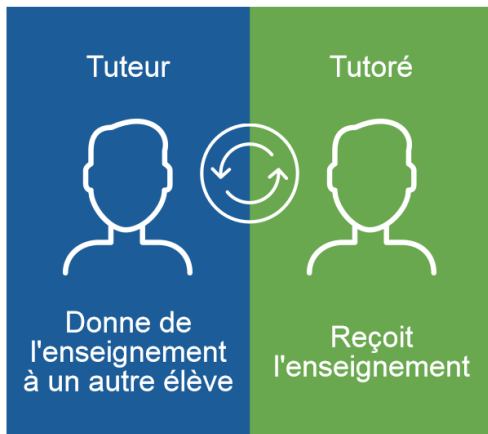 Tuteur
Tutoré
Donne de
l'enseignement
à un autre élève
Reçoit
l'enseignement